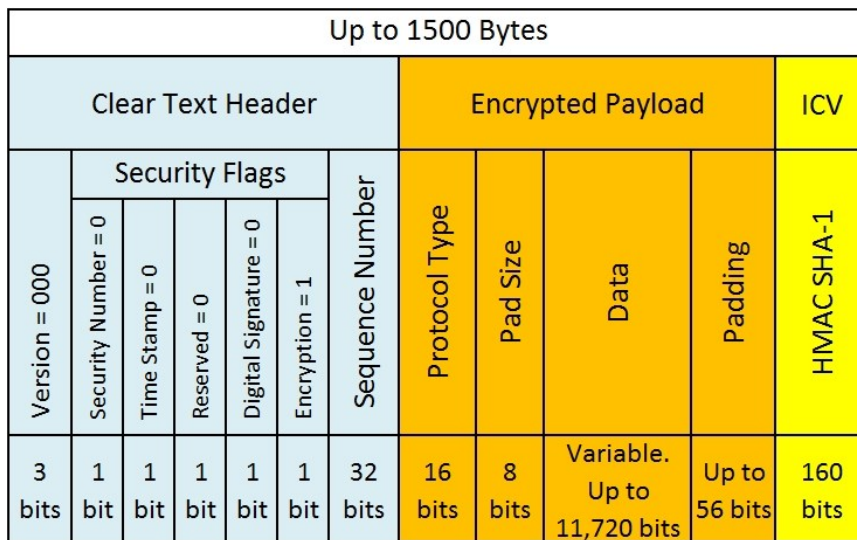 Up to 1500 Bytes
Clear Text Header
Encrypted Payload
ICV
Security Flags
Version = 000
Security Number = 0
Time Stamp = 0
Reserved = 0
Digital Signature = 0
Encryption = 1
Sequence Number
Protocol Type
Pad Size
Data
Padding
HMAC SHA-1
3
bits
1
bit
1
bit
1
bit
1
bit
1
bit
32
bits
16
bits
8
bits
Variable.
Up to
11,720 bits
Up to
56 bits
160
bits